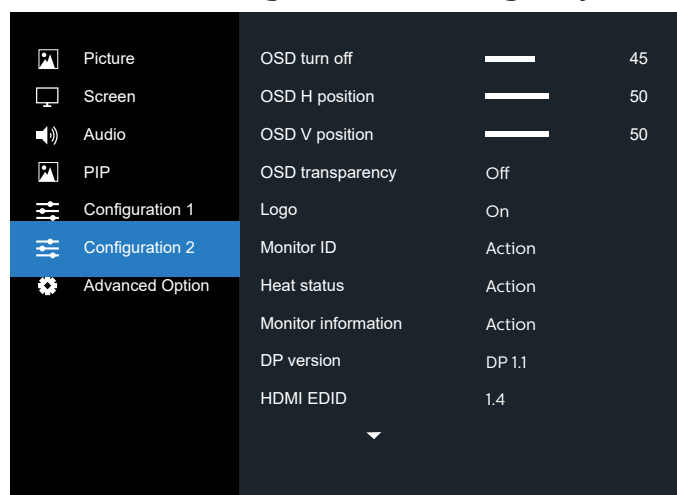 Picture
Screen
Audio
PIP
Configuration 1
Configuration 2
Advanced Option
OSD turn off 45
OSD H position 50
OSD V position 50
OSD transparency Off
Logo On
Monitor ID Action
Heat status Action
Monitor information Action
DP version DP 1.1
HDMI EDID 1.4